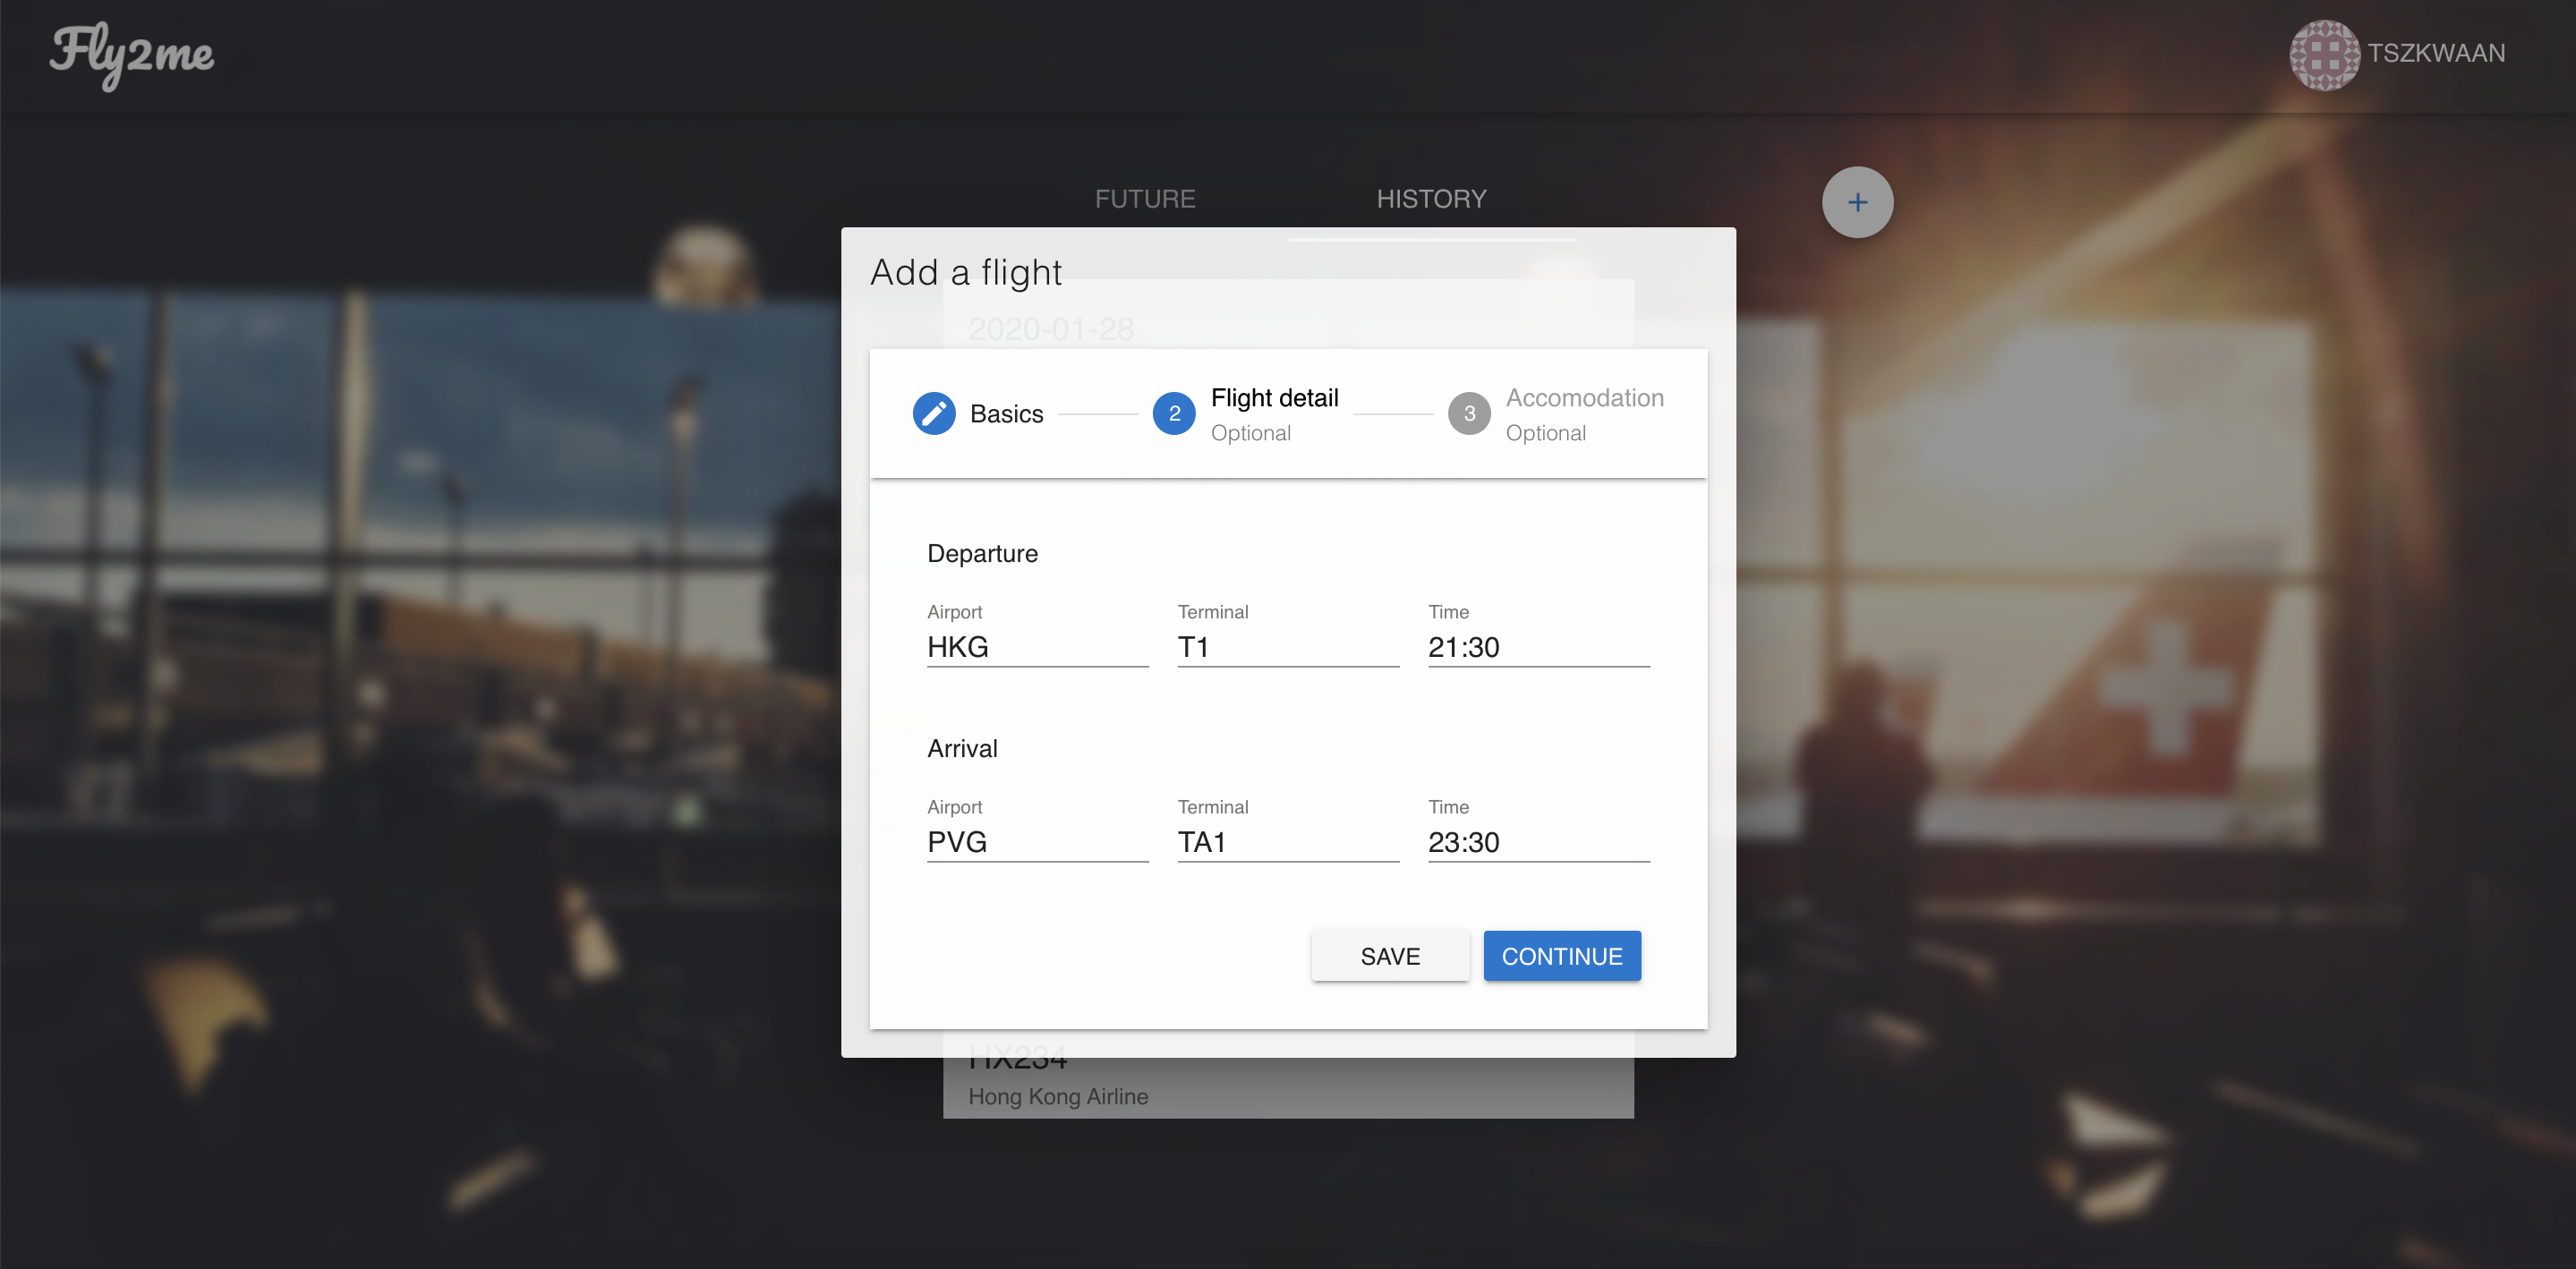 Fly2me
TSZKWAAN
FUTURE HISTORY
+
Add a flight
2020-01-28
Basics
2 Flight detail
Optional
3 Accomodation
Optional
Departure
Airport Terminal Time
HKG T1 21:30
Arrival
Airport Terminal Time
PVG TA1 23:30
SAVE CONTINUE
HX234
Hong Kong Airline